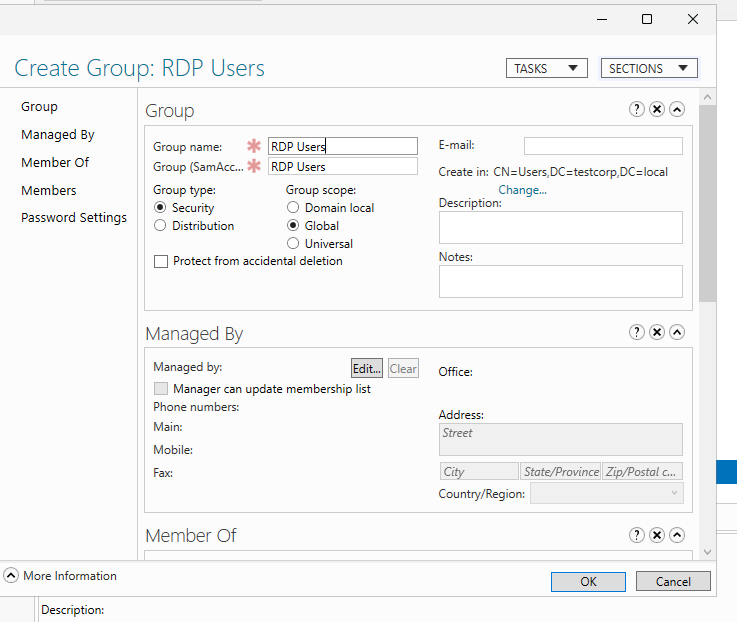 Create Group: RDP Users
TASKS
SECTIONS
Group
Managed By
Member Of
Members
Password Settings
Group
Group name:
RDP Users
Group (SamAcc...
RDP Users
Group type:
Security
Distribution
Group scope:
Domain local
Global
Universal
Protect from accidental deletion
E-mail:
Create in: CN=Users,DC=testcorp,DC=local
Change...
Description:
Notes:
Managed By
Managed by:
Edit...
Clear
Manager can update membership list
Phone numbers:
Main:
Mobile:
Fax:
Office:
Address:
Street
City
State/Province
Zip/Postal c...
Country/Region:
Member Of
More Information
OK
Cancel
Description: